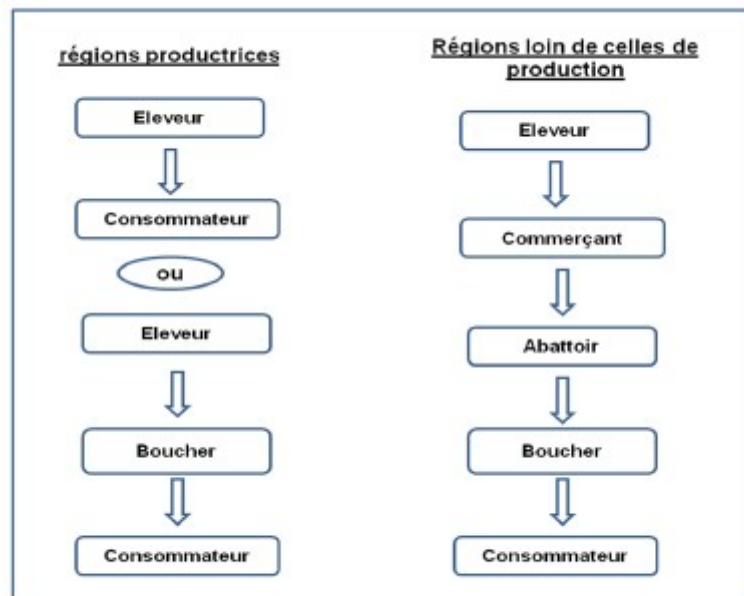 régions productrices
Eleveur
Consommateur
ou
Eleveur
Boucher
Consommateur
Régions loin de celles de
production
Eleveur
Commerçant
Abattoir
Boucher
Consommateur